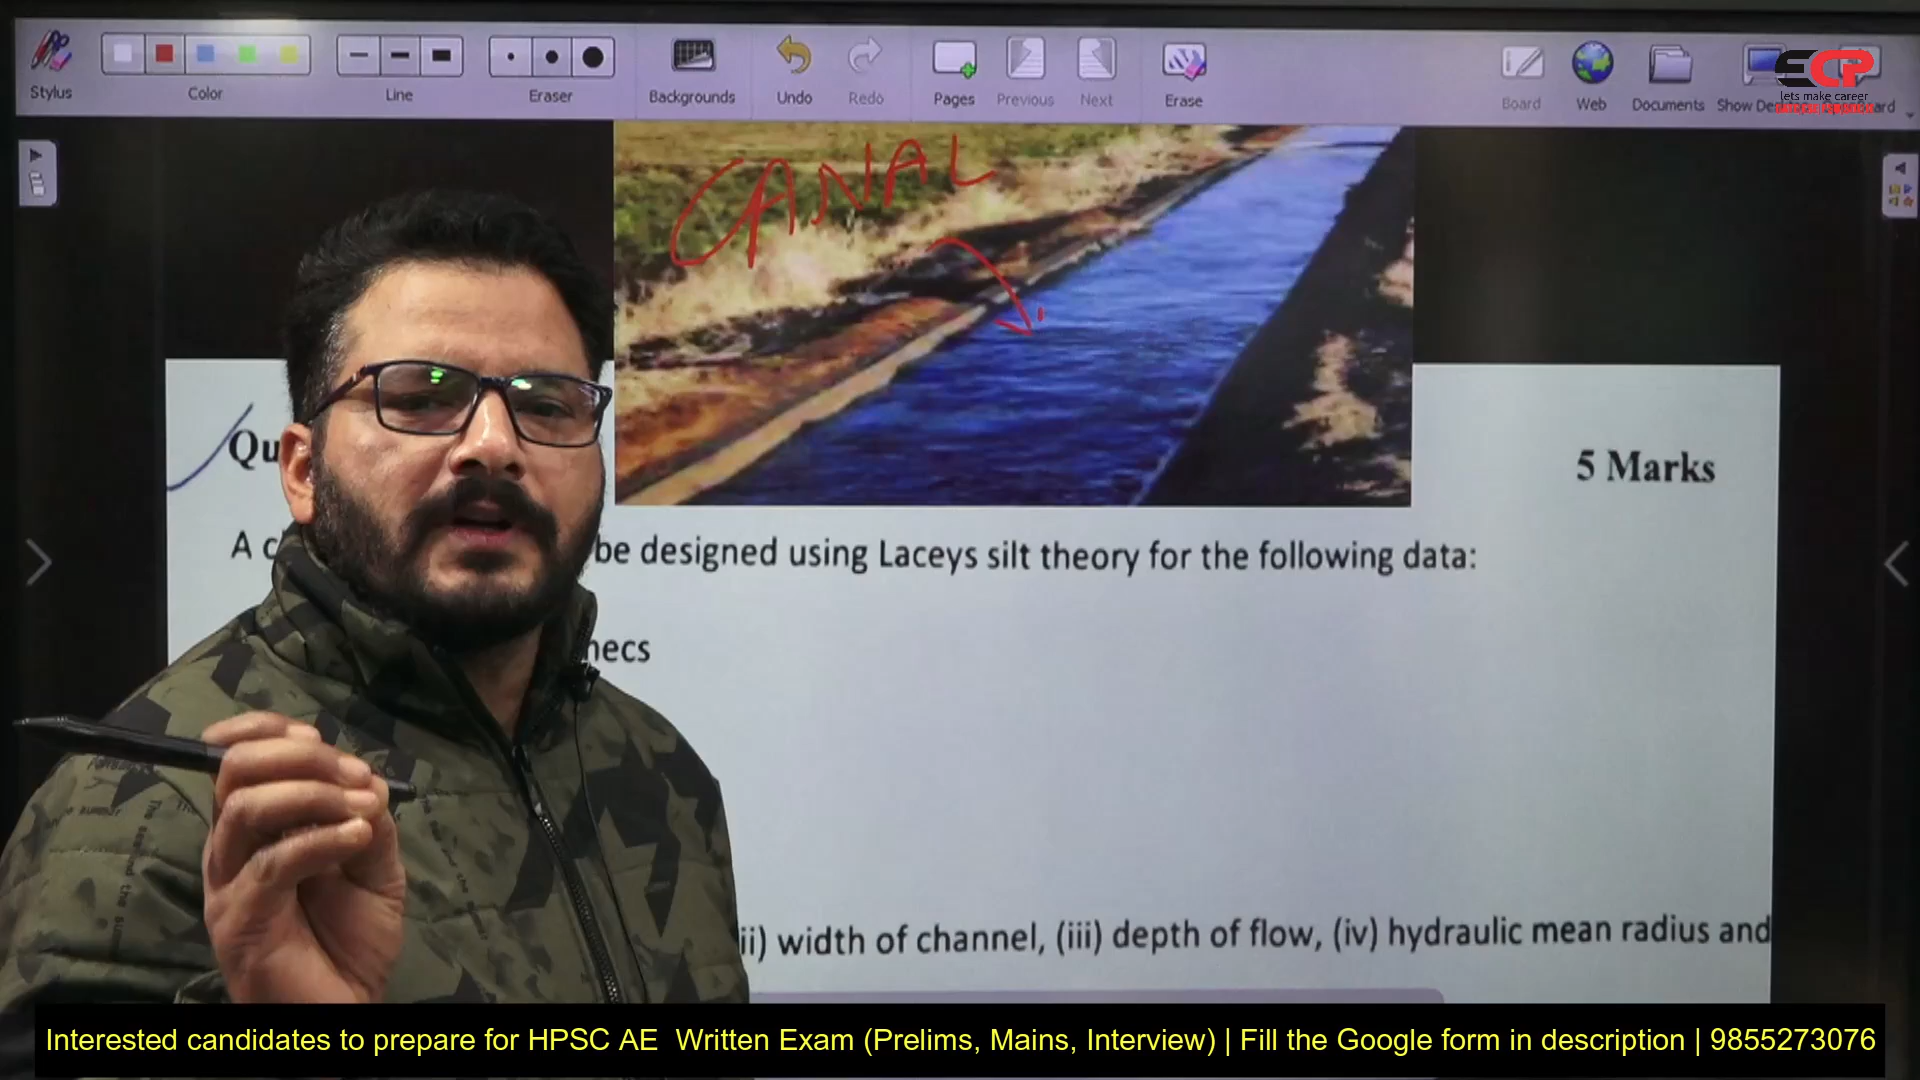 Stylus
Color
Line
Eraser
Backgrounds
Undo
Redo
Pages
Previous
Next
Erase
Board
Web
Documents
Show
ECP
lets make career
CANAL
Qu
5 Marks
A c
be designed using Laceys silt theory for the following data:
necs
ii) width of channel, (iii) depth of flow, (iv) hydraulic mean radius and
Interested candidates to prepare for HPSC AE Written Exam (Prelims, Mains, Interview) | Fill the Google form in description | 9855273076